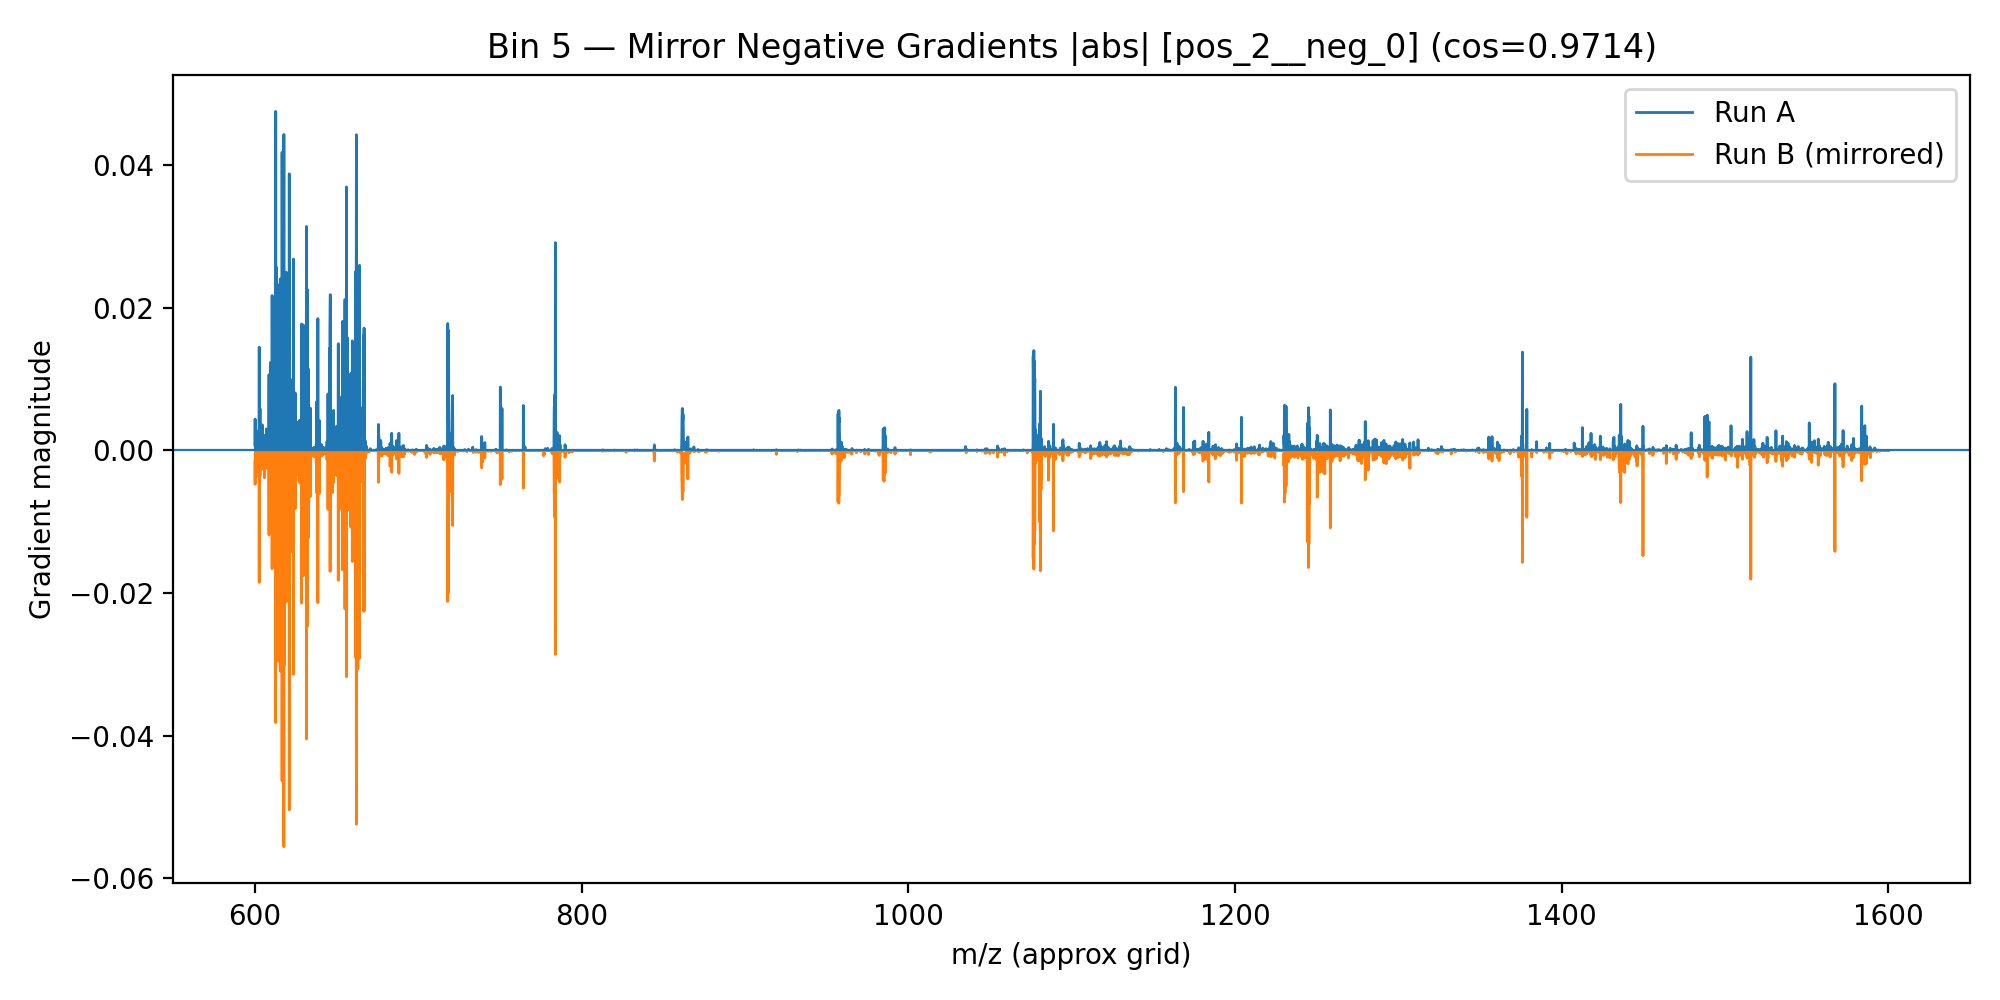 Bin 5 — Mirror Negative Gradients |abs| [pos_2__neg_0] (cos=0.9714)
Run A
Run B (mirrored)
0.04
0.02
0.00
−0.02
−0.04
−0.06
Gradient magnitude
600 800 1000 1200 1400 1600
m/z (approx grid)